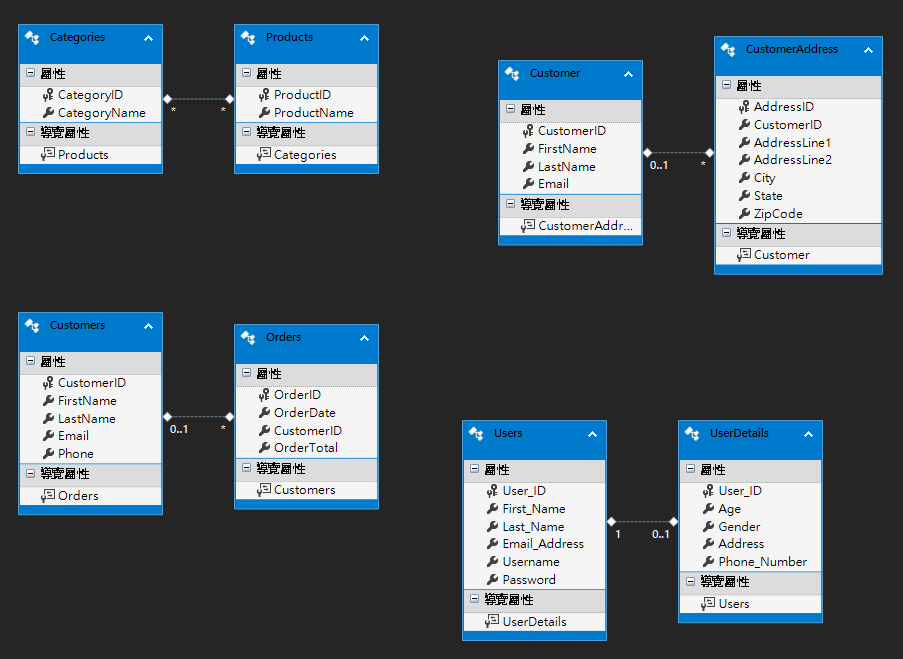 Categories
屬性
CategoryID
CategoryName
導覽屬性
Products
*
*
Products
屬性
ProductID
ProductName
導覽屬性
Categories
Customer
屬性
CustomerID
FirstName
LastName
Email
導覽屬性
CustomerAddr...
0..1
*
CustomerAddress
屬性
AddressID
CustomerID
AddressLine1
AddressLine2
City
State
ZipCode
導覽屬性
Customer
Customers
屬性
CustomerID
FirstName
LastName
Email
Phone
導覽屬性
Orders
0..1
*
Orders
屬性
OrderID
OrderDate
CustomerID
OrderTotal
導覽屬性
Customers
Users
屬性
User_ID
First_Name
Last_Name
Email_Address
Username
Password
導覽屬性
UserDetails
1
0..1
UserDetails
屬性
User_ID
Age
Gender
Address
Phone_Number
導覽屬性
Users